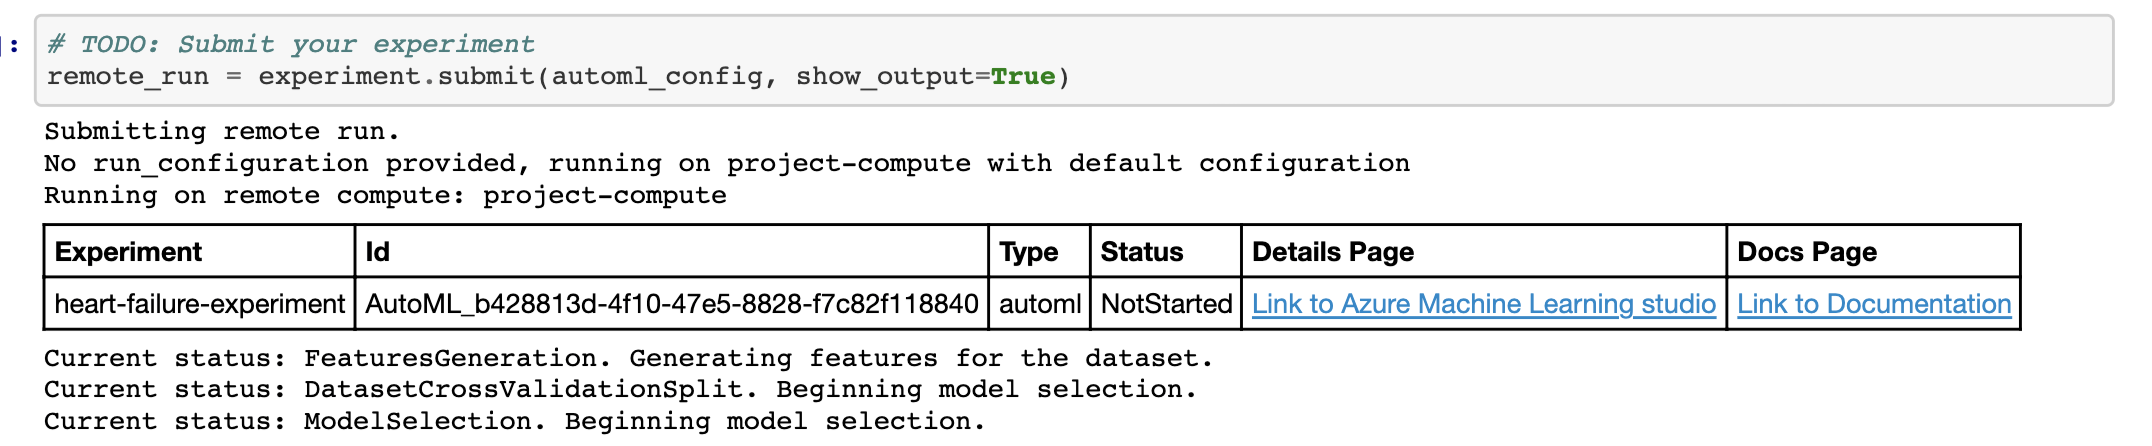 ]:
# TODO: Submit your experiment
remote_run = experiment.submit(automl_config, show_output=True)
Submitting remote run.
No run_configuration provided, running on project-compute with default configuration
Running on remote compute: project-compute
Experiment Id Type Status Details Page Docs Page
heart-failure-experiment AutoML_b428813d-4f10-47e5-8828-f7c82f118840 automl NotStarted Link to Azure Machine Learning studio Link to Documentation
Current status: FeaturesGeneration. Generating features for the dataset.
Current status: DatasetCrossValidationSplit. Beginning model selection.
Current status: ModelSelection. Beginning model selection.